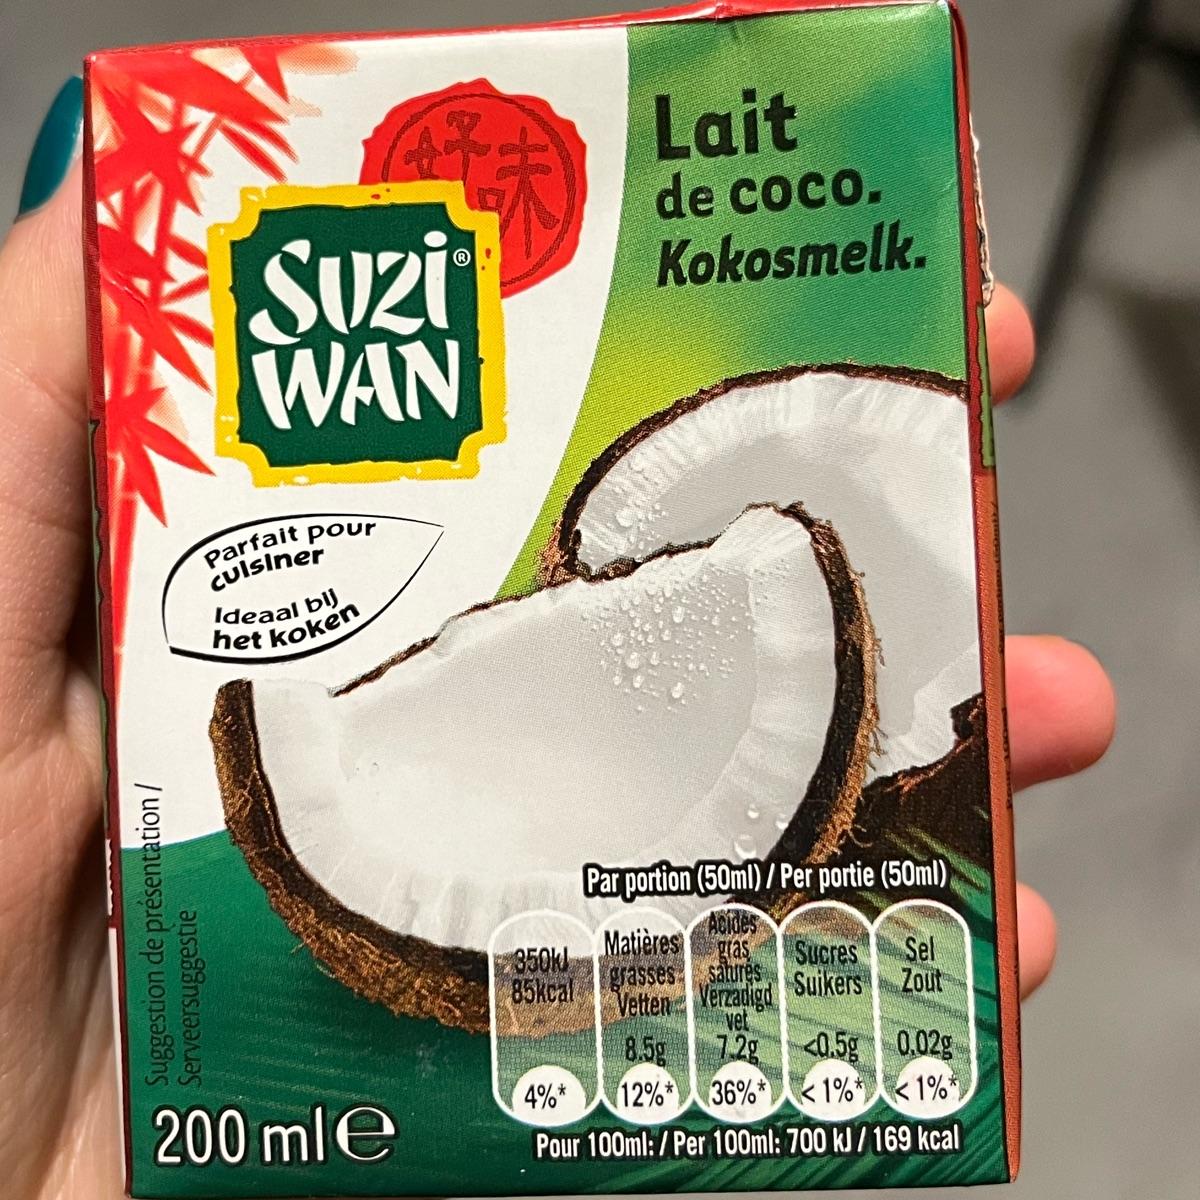 好味
SUZI®
WAN
Lait
de coco.
Kokosmelk.
Parfait pour
cuisiner
Ideaal bij
het koken
Suggestion de présentation /
Serveersuggestie
Par portion (50ml) / Per portie (50ml)
350kJ
85kcal
4%*
Matières
grasses
Vetten
8.5g
12%*
Acides
gras
saturés
Verzadigd
vet
7.2g
36%*
Sucres
Suikers
<0.5g
< 1%*
Sel
Zout
0.02g
< 1%*
200 ml e
Pour 100ml: / Per 100ml: 700 kJ / 169 kcal